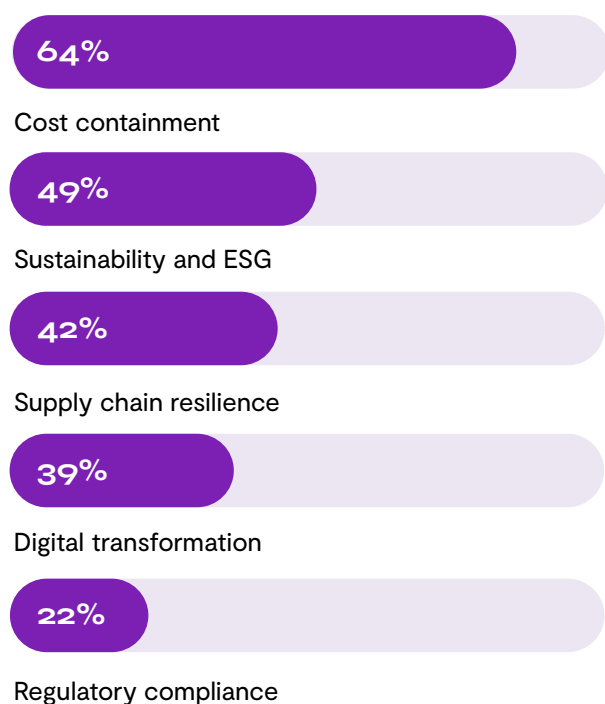 64%
Cost containment
49%
Sustainability and ESG
42%
Supply chain resilience
39%
Digital transformation
22%
Regulatory compliance